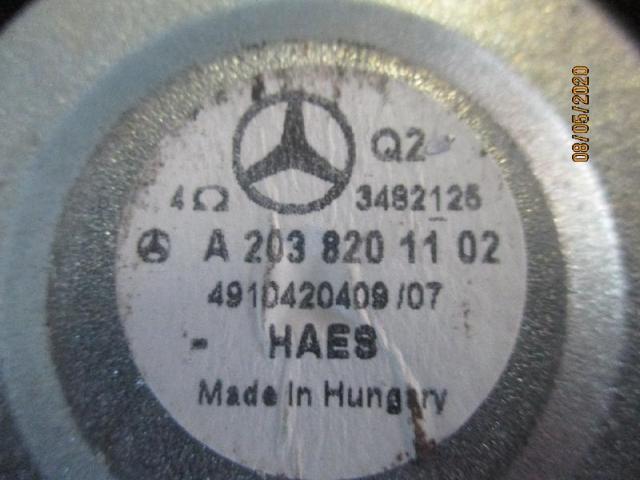 Q2
4Ω 3482125
A 203 820 11 02
4910420409/07
- HAES
Made In Hungary
08/05/2020